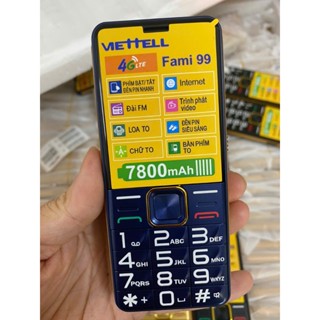 VIETTELL
4G LTE
Fami 99
PHÍM BẬT/TẮT
ĐÈN PIN NHANH
Internet
Đài FM
Trình phát
video
LOA TO
ĐÈN PIN
SIÊU SÁNG
CHỮ TO
BÀN PHÍM
TO
7800mAh
1 2 ABC 3 DEF
4 GHI 5 JKL 6 MNO
7 PQRS 8 TUV 9 WXYZ
* 0 #